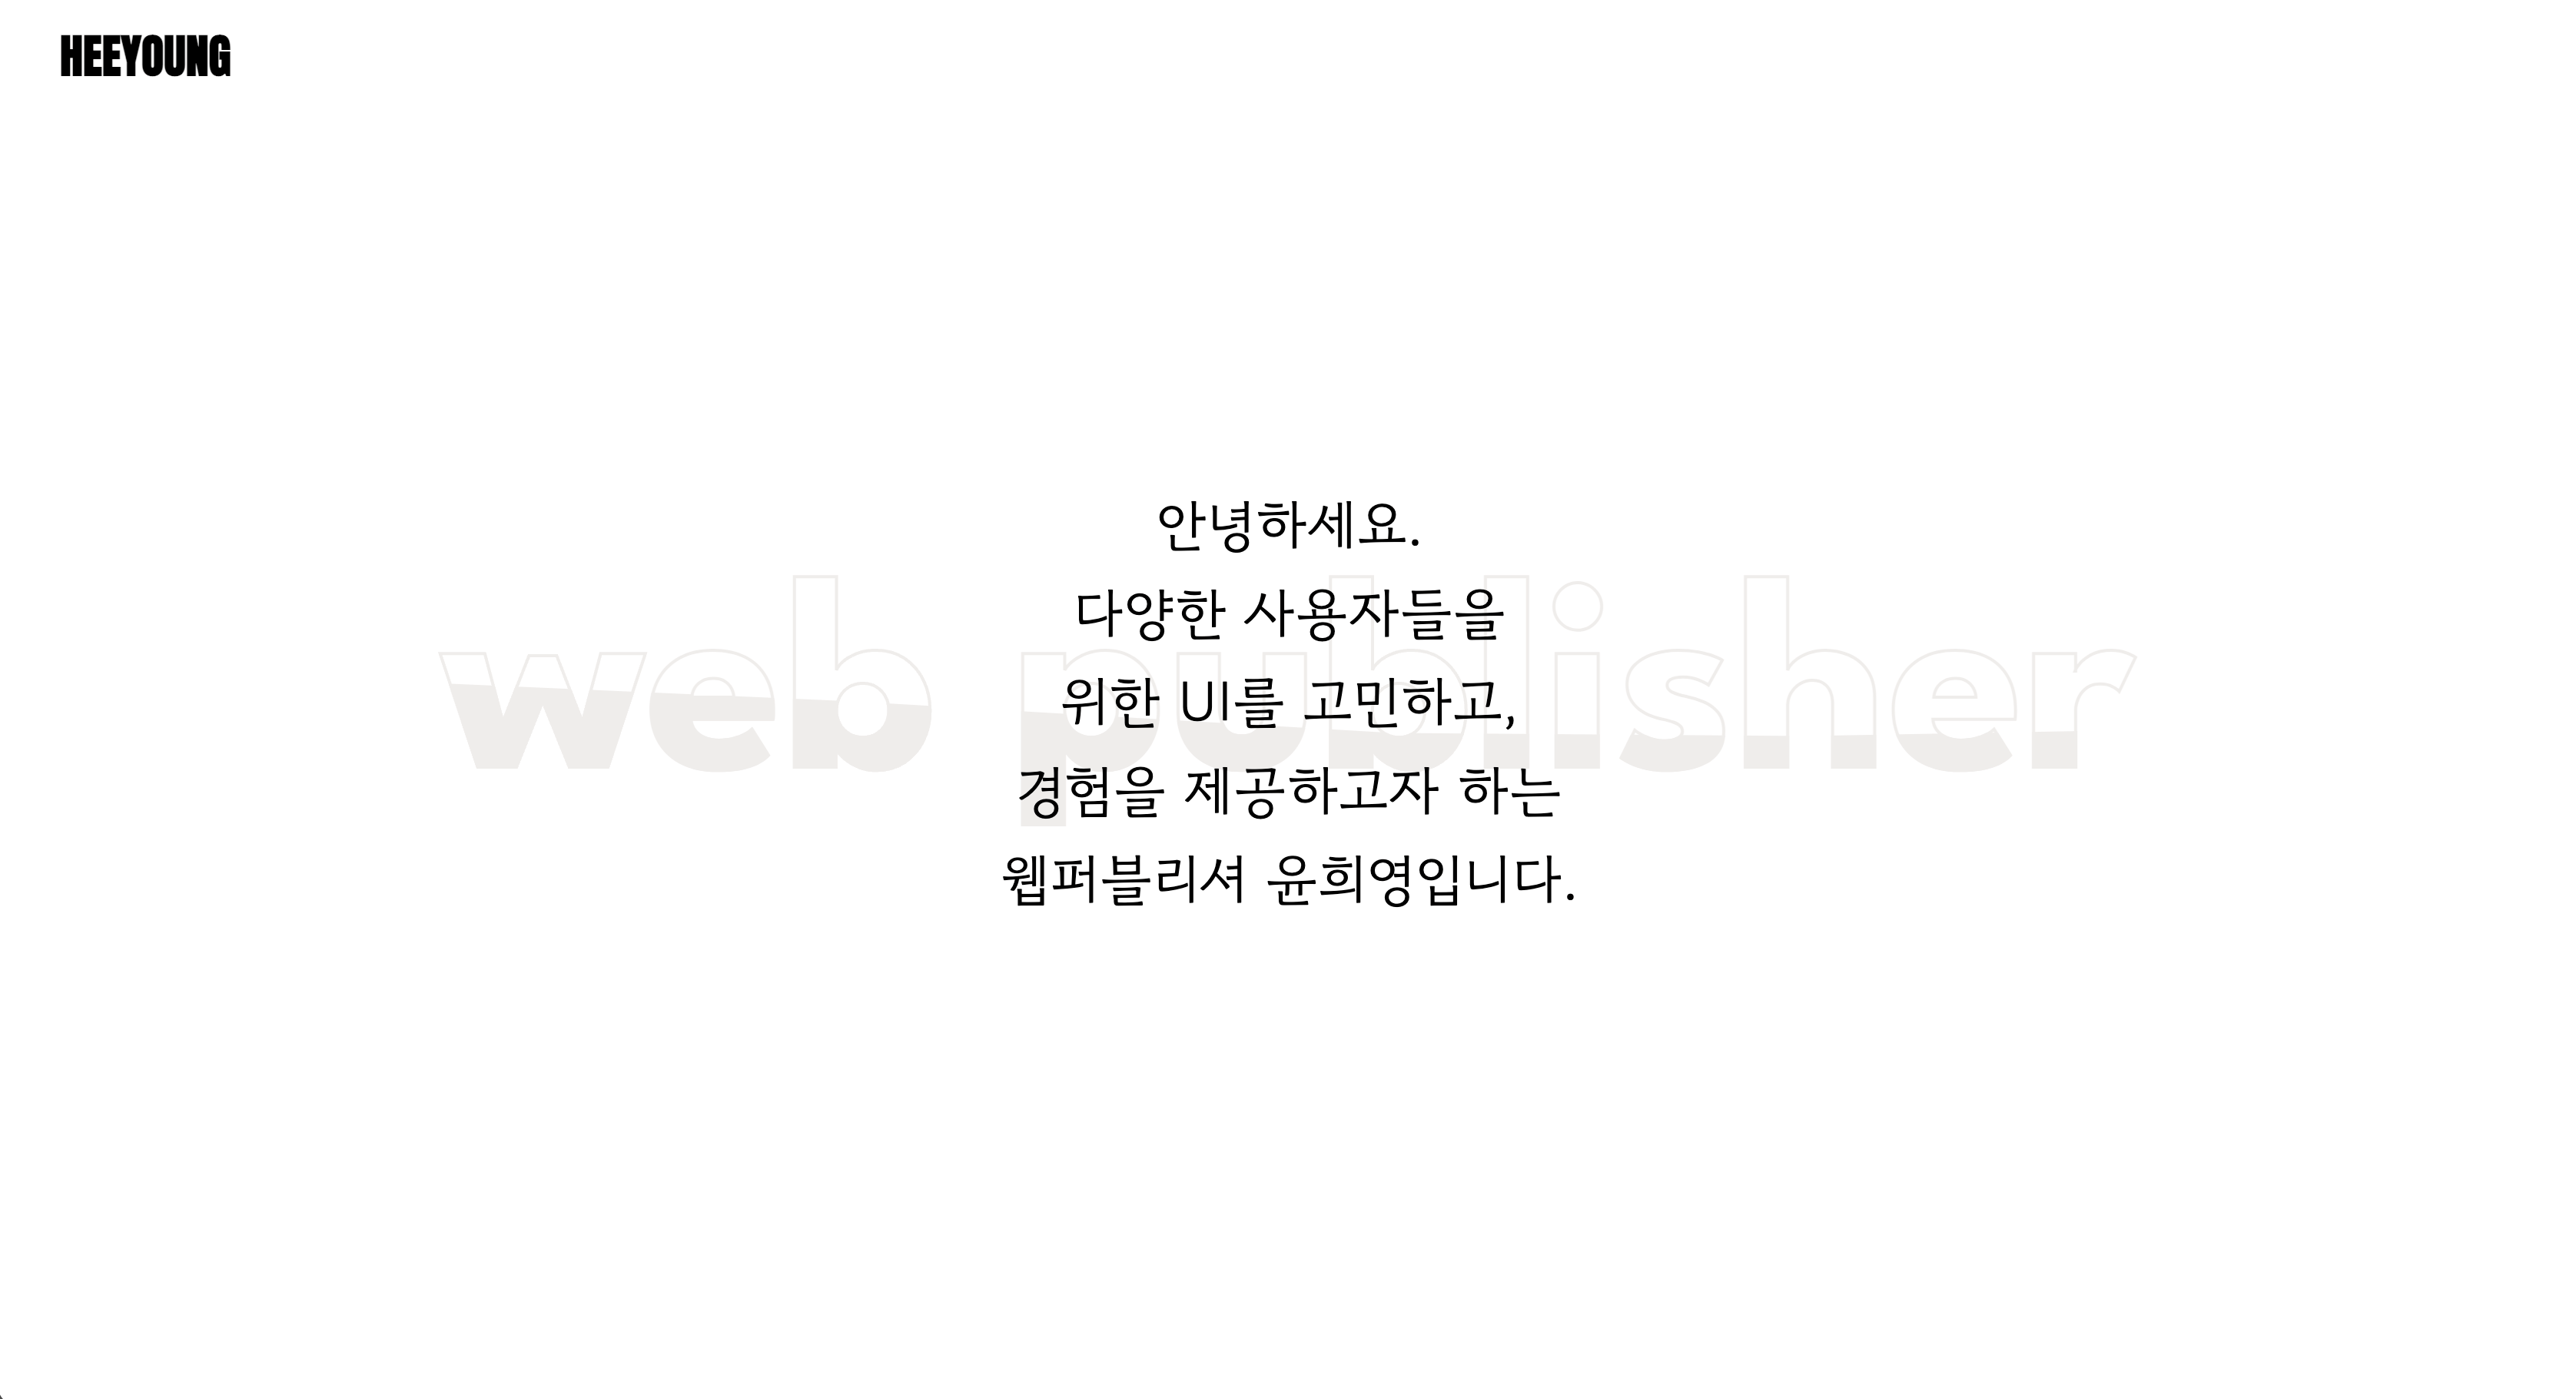 HEEYOUNG
안녕하세요.
다양한 사용자들을
web publisher
위한 UI를 고민하고,
경험을 제공하고자 하는
웹퍼블리셔 윤희영입니다.